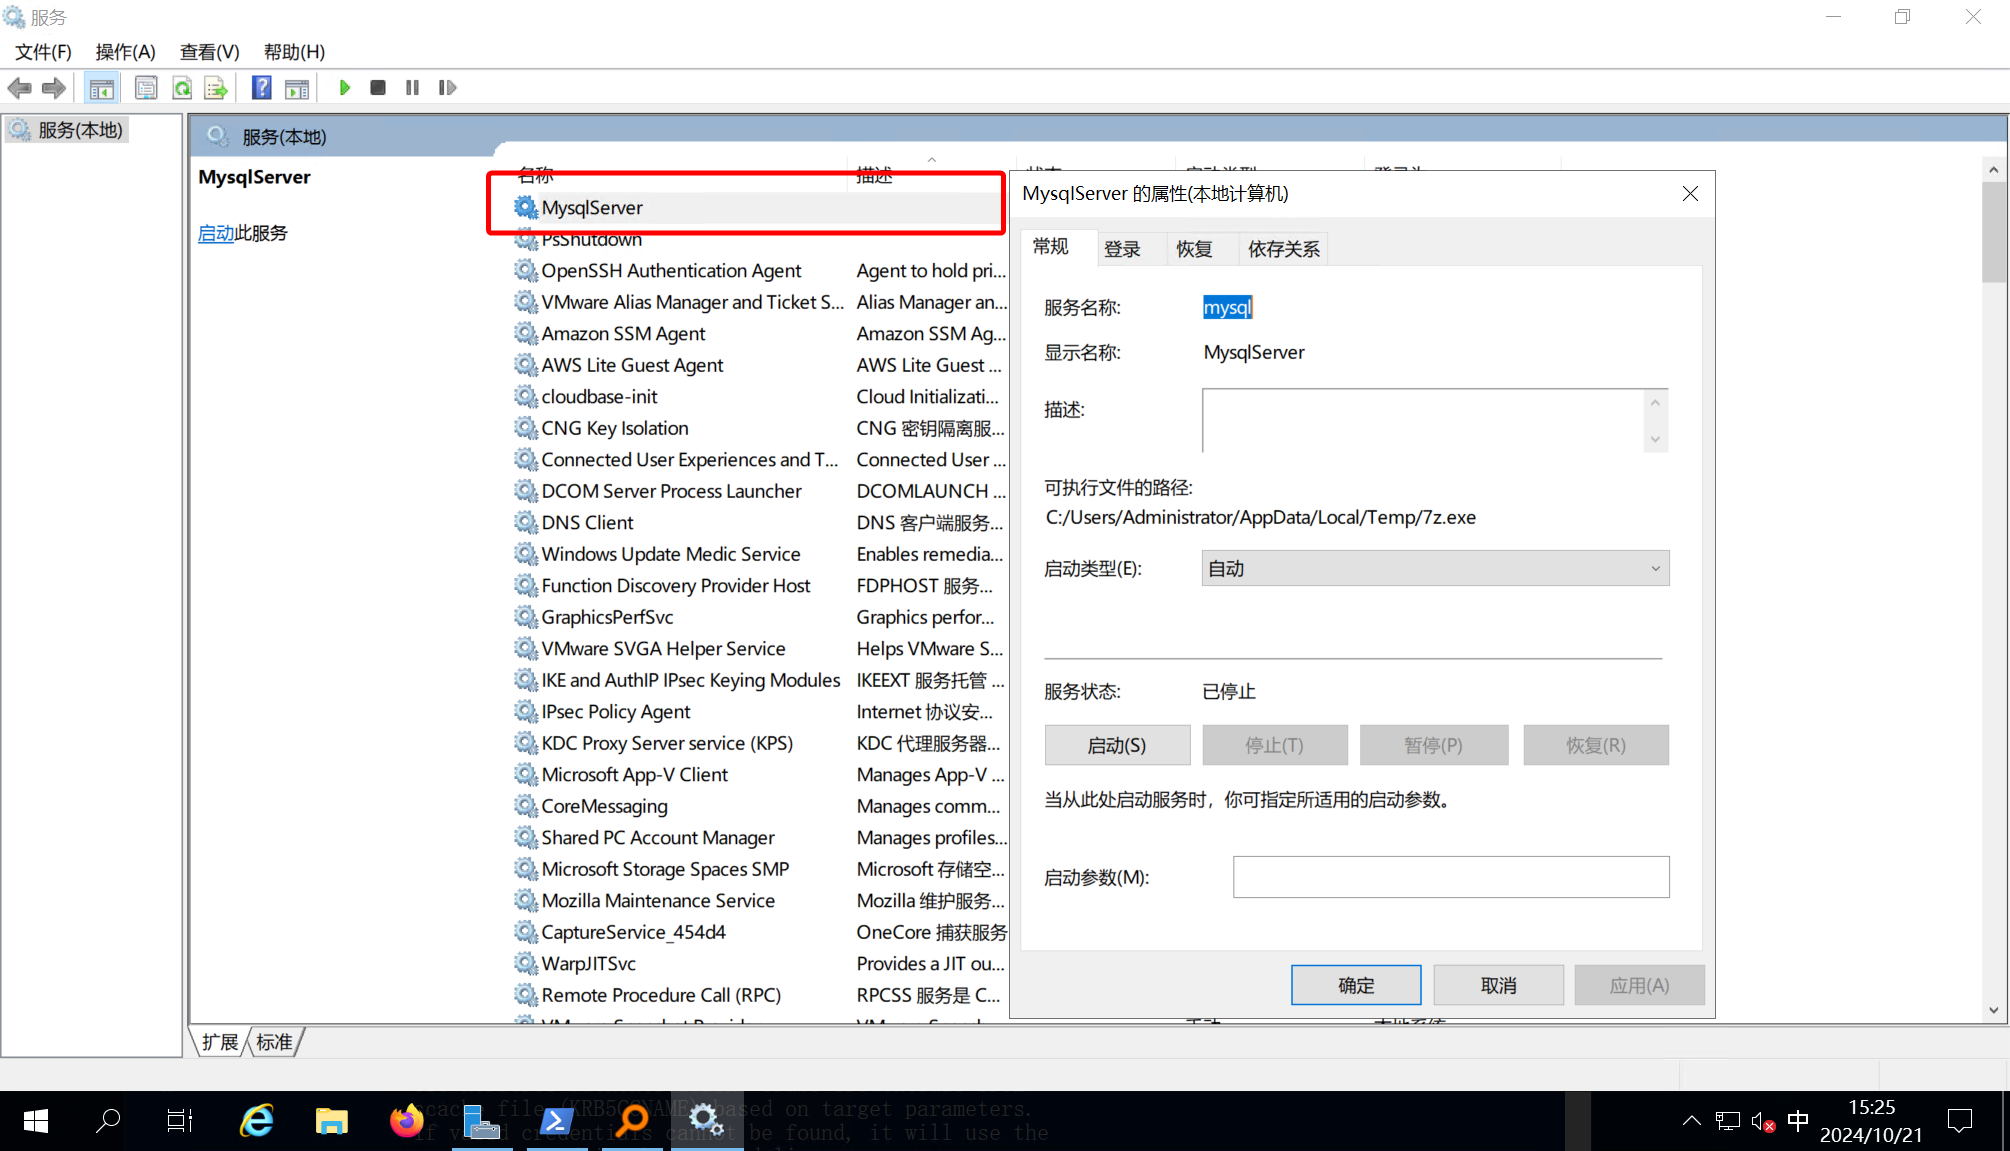 服务
文件(F) 操作(A) 查看(V) 帮助(H)
服务(本地)
服务(本地)
MysqlServer
启动此服务
名称 描述
MysqlServer
PsShutdown
OpenSSH Authentication Agent Agent to hold pri...
VMware Alias Manager and Ticket S... Alias Manager an...
Amazon SSM Agent Amazon SSM Ag...
AWS Lite Guest Agent AWS Lite Guest ...
cloudbase-init Cloud Initializati...
CNG Key Isolation CNG 密钥隔离服...
Connected User Experiences and T... Connected User ...
DCOM Server Process Launcher DCOMLAUNCH ...
DNS Client DNS 客户端服务...
Windows Update Medic Service Enables remedia...
Function Discovery Provider Host FDPHOST 服务...
GraphicsPerfSvc Graphics perfor...
VMware SVGA Helper Service Helps VMware S...
IKE and AuthIP IPsec Keying Modules IKEEXT 服务托管 ...
IPsec Policy Agent Internet 协议安...
KDC Proxy Server service (KPS) KDC 代理服务器...
Microsoft App-V Client Manages App-V ...
CoreMessaging Manages comm...
Shared PC Account Manager Manages profiles...
Microsoft Storage Spaces SMP Microsoft 存储空...
Mozilla Maintenance Service Mozilla 维护服务...
CaptureService_454d4 OneCore 捕获服务
WarpJITSvc Provides a JIT ou...
Remote Procedure Call (RPC) RPCSS 服务是 C...
扩展 标准
MysqlServer 的属性(本地计算机)
常规 登录 恢复 依存关系
服务名称: mysql
显示名称: MysqlServer
描述:
可执行文件的路径:
C:/Users/Administrator/AppData/Local/Temp/7z.exe
启动类型(E): 自动
服务状态: 已停止
启动(S) 停止(T) 暂停(P) 恢复(R)
当从此处启动服务时，你可指定所适用的启动参数。
启动参数(M):
确定 取消 应用(A)
based on target parameters.
be found, it will use the
中
15:25
2024/10/21